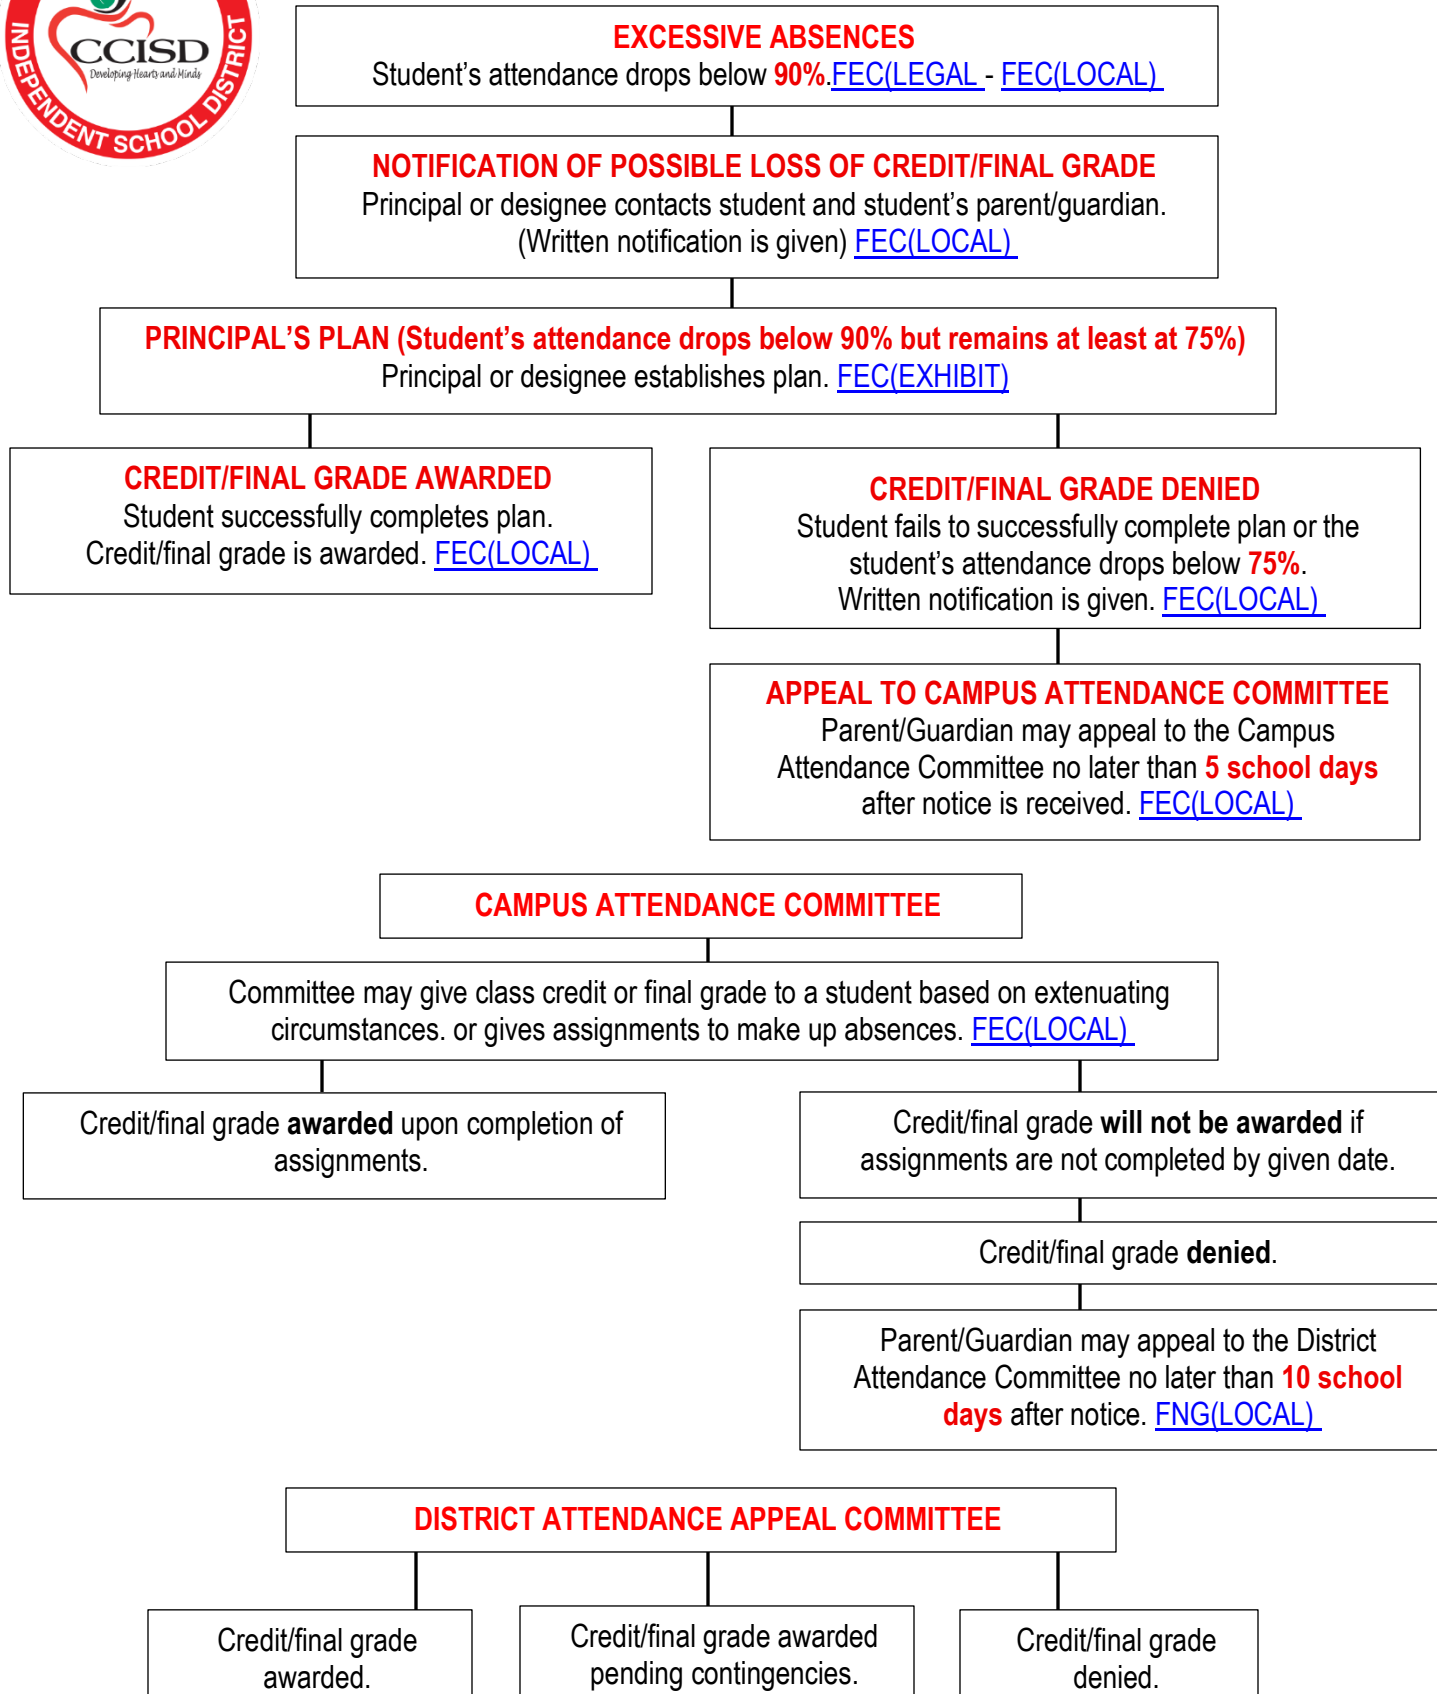 CCISD
Developing Hearts and Minds
INDEPENDENT SCHOOL DISTRICT
EXCESSIVE ABSENCES
Student’s attendance drops below 90%.FEC(LEGAL - FEC(LOCAL)
NOTIFICATION OF POSSIBLE LOSS OF CREDIT/FINAL GRADE
Principal or designee contacts student and student’s parent/guardian.
(Written notification is given) FEC(LOCAL)
PRINCIPAL’S PLAN (Student’s attendance drops below 90% but remains at least at 75%)
Principal or designee establishes plan. FEC(EXHIBIT)
CREDIT/FINAL GRADE AWARDED
Student successfully completes plan.
Credit/final grade is awarded. FEC(LOCAL)
CREDIT/FINAL GRADE DENIED
Student fails to successfully complete plan or the
student’s attendance drops below 75%.
Written notification is given. FEC(LOCAL)
APPEAL TO CAMPUS ATTENDANCE COMMITTEE
Parent/Guardian may appeal to the Campus
Attendance Committee no later than 5 school days
after notice is received. FEC(LOCAL)
CAMPUS ATTENDANCE COMMITTEE
Committee may give class credit or final grade to a student based on extenuating
circumstances. or gives assignments to make up absences. FEC(LOCAL)
Credit/final grade awarded upon completion of
assignments.
Credit/final grade will not be awarded if
assignments are not completed by given date.
Credit/final grade denied.
Parent/Guardian may appeal to the District
Attendance Committee no later than 10 school
days after notice. FNG(LOCAL)
DISTRICT ATTENDANCE APPEAL COMMITTEE
Credit/final grade
awarded.
Credit/final grade awarded
pending contingencies.
Credit/final grade
denied.